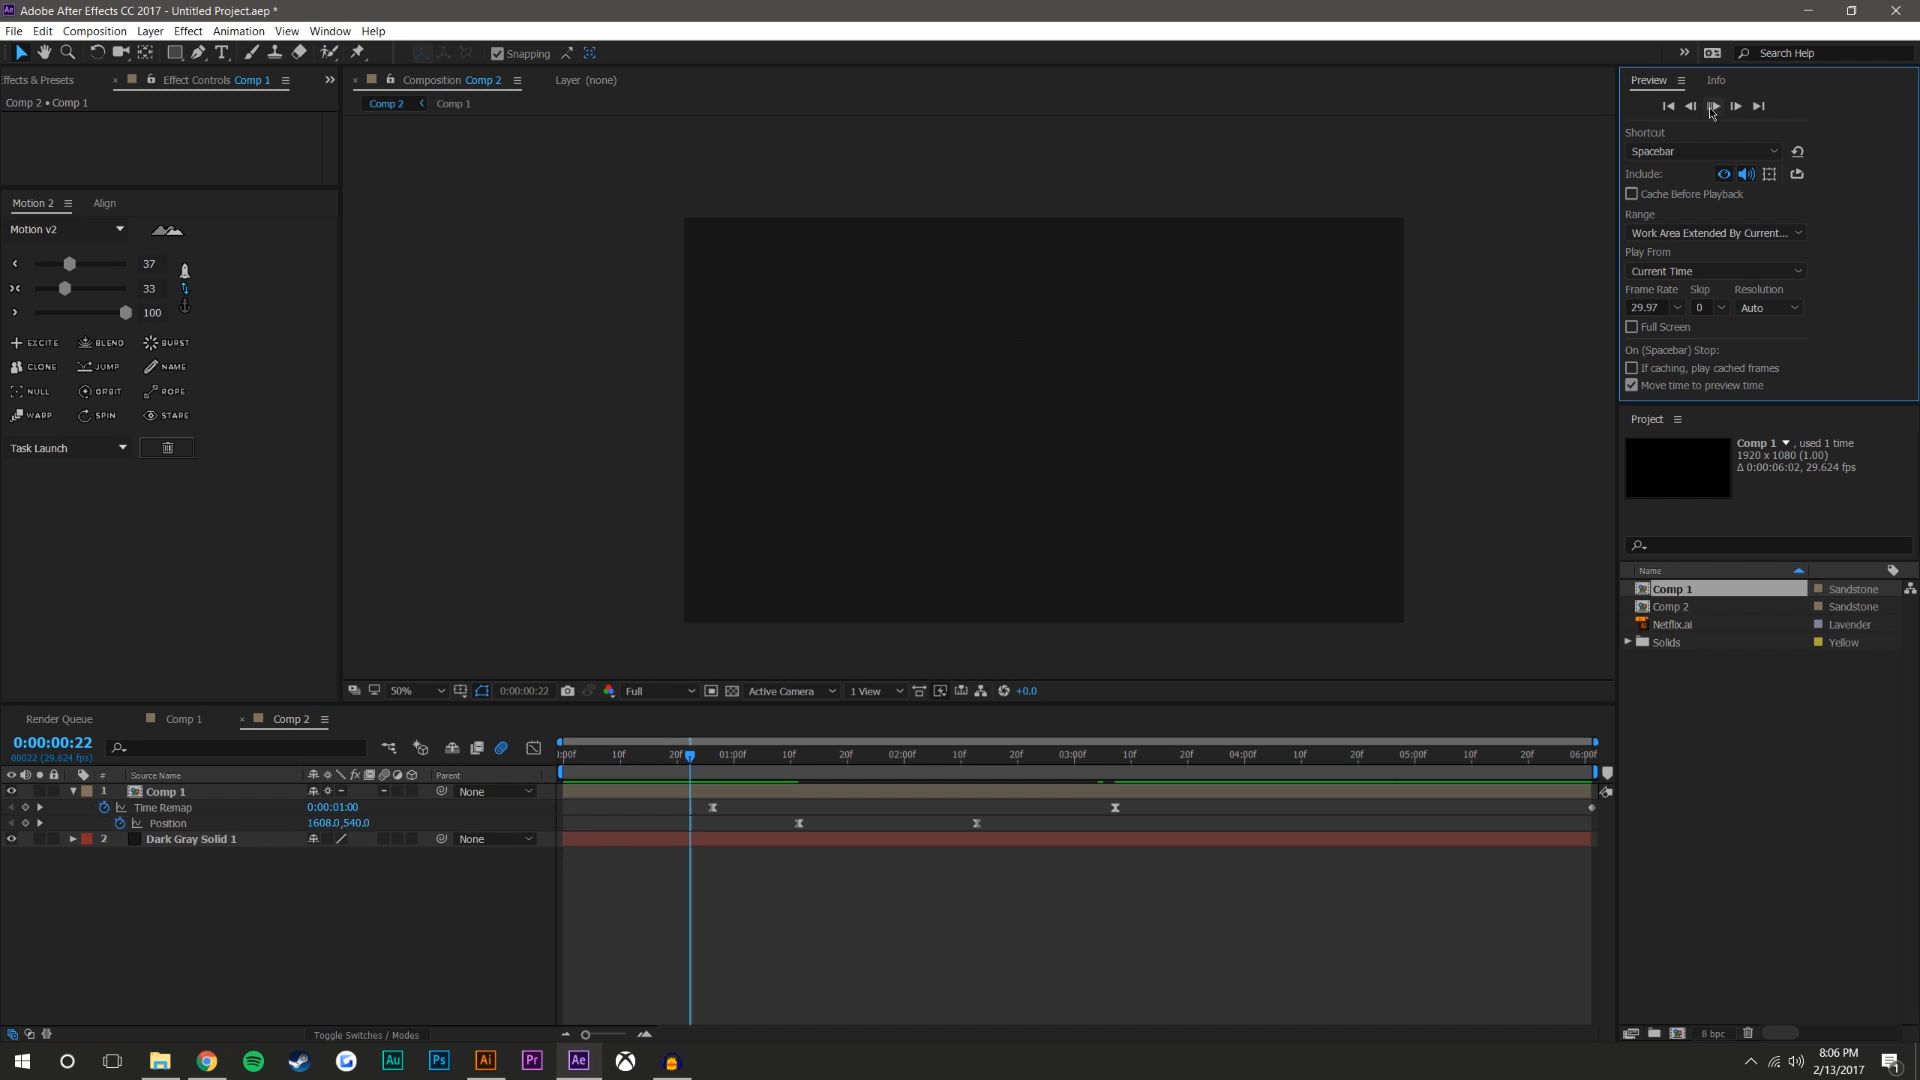 Adobe After Effects CC 2017 - Untitled Project.aep *
File Edit Composition Layer Effect Animation View Window Help
Snapping
Search Help
ffects & Presets
Effect Controls Comp 1
Composition Comp 2
Layer (none)
Preview
Info
Comp 2 • Comp 1
Comp 2
Comp 1
Shortcut
Spacebar
Include:
Cache Before Playback
Range
Work Area Extended By Current...
Play From
Current Time
Frame Rate Skip Resolution
29.97 0 Auto
Full Screen
On (Spacebar) Stop:
If caching, play cached frames
Move time to preview time
Motion 2
Align
Motion v2
37
33
100
EXCITE BLEND BURST
CLONE JUMP NAME
NULL ORBIT ROPE
WARP SPIN STARE
Task Launch
Project
Comp 1 , used 1 time
1920 x 1080 (1.00)
Δ 0:00:06:02, 29.624 fps
Name
Comp 1 Sandstone
Comp 2 Sandstone
Netflix.ai Lavender
Solids Yellow
50% 0:00:00:22 Full Active Camera 1 View +0.0
Render Queue
Comp 1
Comp 2
0:00:00:22
00022 (29.624 fps)
):00f 10f 20f 01:00f 10f 20f 02:00f 10f 20f 03:00f 10f 20f 04:00f 10f 20f 05:00f 10f 20f 06:00f
# Source Name fx Parent
1 Comp 1 None
Time Remap 0:00:01:00
Position 1608.0,540.0
2 Dark Gray Solid 1 None
Toggle Switches / Modes
8 bpc
Au Ps Ai Pr Ae
8:06 PM
2/13/2017
1